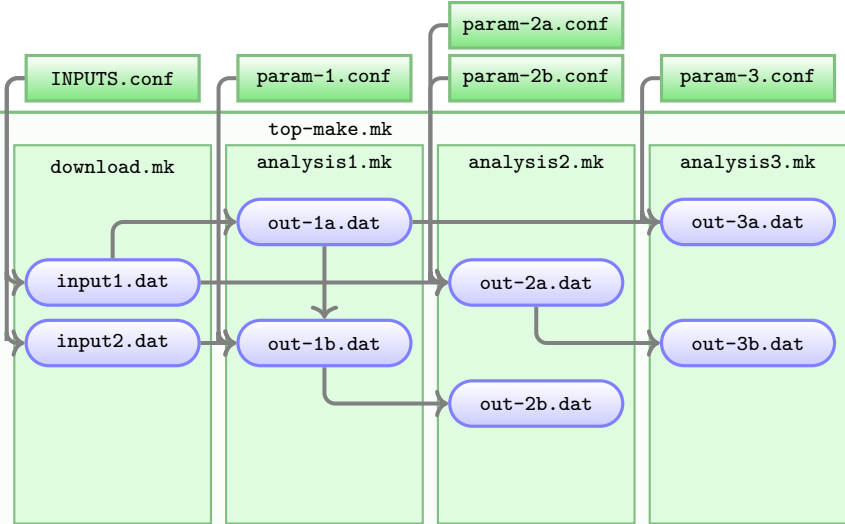 param-2a.conf
INPUTS.conf
param-1.conf
param-2b.conf
param-3.conf
top-make.mk
download.mk
analysis1.mk
analysis2.mk
analysis3.mk
out-1a.dat
out-3a.dat
input1.dat
out-2a.dat
input2.dat
out-1b.dat
out-3b.dat
out-2b.dat